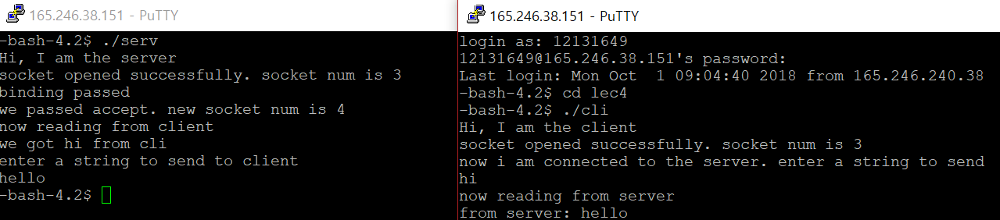 165.246.38.151 - PuTTY
-bash-4.2$ ./serv
Hi, I am the server
socket opened successfully. socket num is 3
binding passed
we passed accept. new socket num is 4
now reading from client
we got hi from cli
enter a string to send to client
hello
-bash-4.2$
165.246.38.151 - PuTTY
login as: 12131649
12131649@165.246.38.151's password:
Last login: Mon Oct  1 09:04:40 2018 from 165.246.240.38
-bash-4.2$ cd lec4
-bash-4.2$ ./cli
Hi, I am the client
socket opened successfully. socket num is 3
now i am connected to the server. enter a string to send
hi
now reading from server
from server: hello